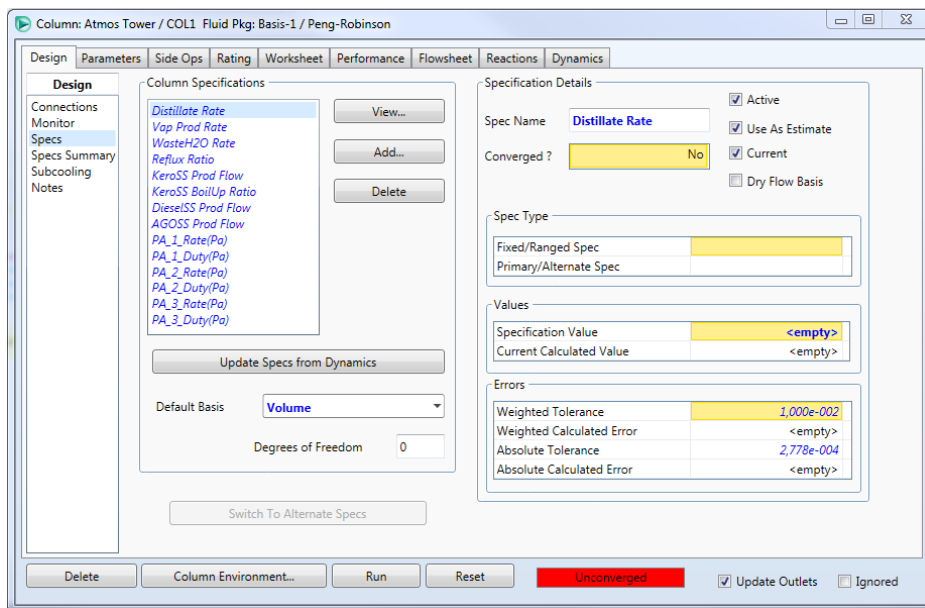 Column: Atmos Tower / COL1 Fluid Pkg: Basis-1 / Peng-Robinson
Design Parameters Side Ops Rating Worksheet Performance Flowsheet Reactions Dynamics
Design
Connections
Monitor
Specs
Specs Summary
Subcooling
Notes
Column Specifications
Distillate Rate
Vap Prod Rate
WasteH2O Rate
Reflux Ratio
KeroSS Prod Flow
KeroSS BoilUp Ratio
DieselSS Prod Flow
AGOSS Prod Flow
PA_1_Rate(Pa)
PA_1_Duty(Pa)
PA_2_Rate(Pa)
PA_2_Duty(Pa)
PA_3_Rate(Pa)
PA_3_Duty(Pa)
View...
Add...
Delete
Update Specs from Dynamics
Default Basis Volume
Degrees of Freedom 0
Switch To Alternate Specs
Specification Details
Spec Name Distillate Rate
Converged ? No
Active
Use As Estimate
Current
Dry Flow Basis
Spec Type
Fixed/Ranged Spec
Primary/Alternate Spec
Values
Specification Value <empty>
Current Calculated Value <empty>
Errors
Weighted Tolerance 1,000e-002
Weighted Calculated Error <empty>
Absolute Tolerance 2,778e-004
Absolute Calculated Error <empty>
Delete Column Environment... Run Reset Unconverged Update Outlets Ignored